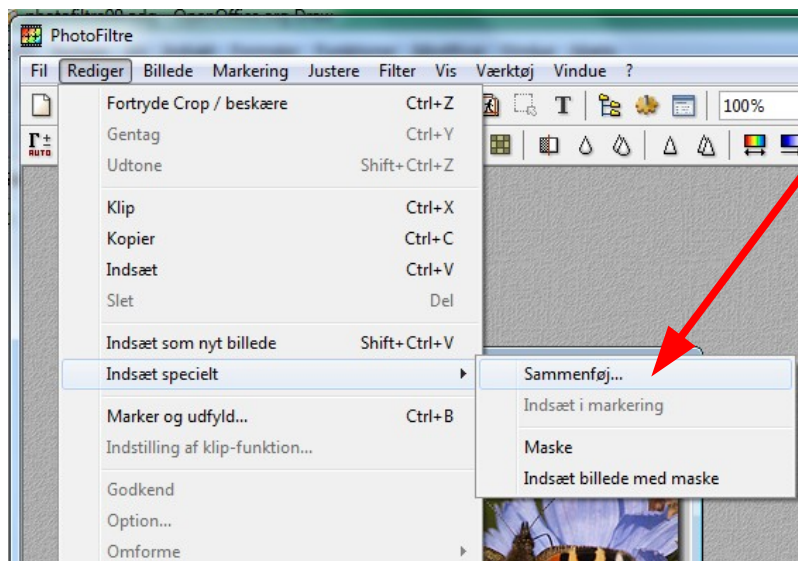 PhotoFiltre
Fil Rediger Billede Markering Justere Filter Vis Værktøj Vindue ?
T 100%
AUTO
Fortryde Crop / beskære Ctrl+Z
Gentag Ctrl+Y
Udtone Shift+Ctrl+Z
Klip Ctrl+X
Kopier Ctrl+C
Indsæt Ctrl+V
Slet Del
Indsæt som nyt billede Shift+Ctrl+V
Indsæt specielt
Sammenføj...
Indsæt i markering
Maske
Indsæt billede med maske
Marker og udfyld... Ctrl+B
Indstilling af klip-funktion...
Godkend
Option...
Omforme